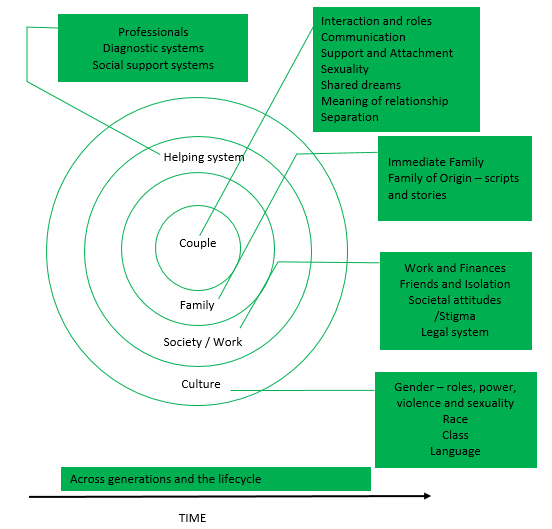 Professionals
Diagnostic systems
Social support systems
Interaction and roles
Communication
Support and Attachment
Sexuality
Shared dreams
Meaning of relationship
Separation
Helping system
Immediate Family
Family of Origin – scripts
and stories
Couple
Family
Society / Work
Work and Finances
Friends and Isolation
Societal attitudes
/Stigma
Legal system
Culture
Gender – roles, power,
violence and sexuality
Race
Class
Language
Across generations and the lifecycle
TIME